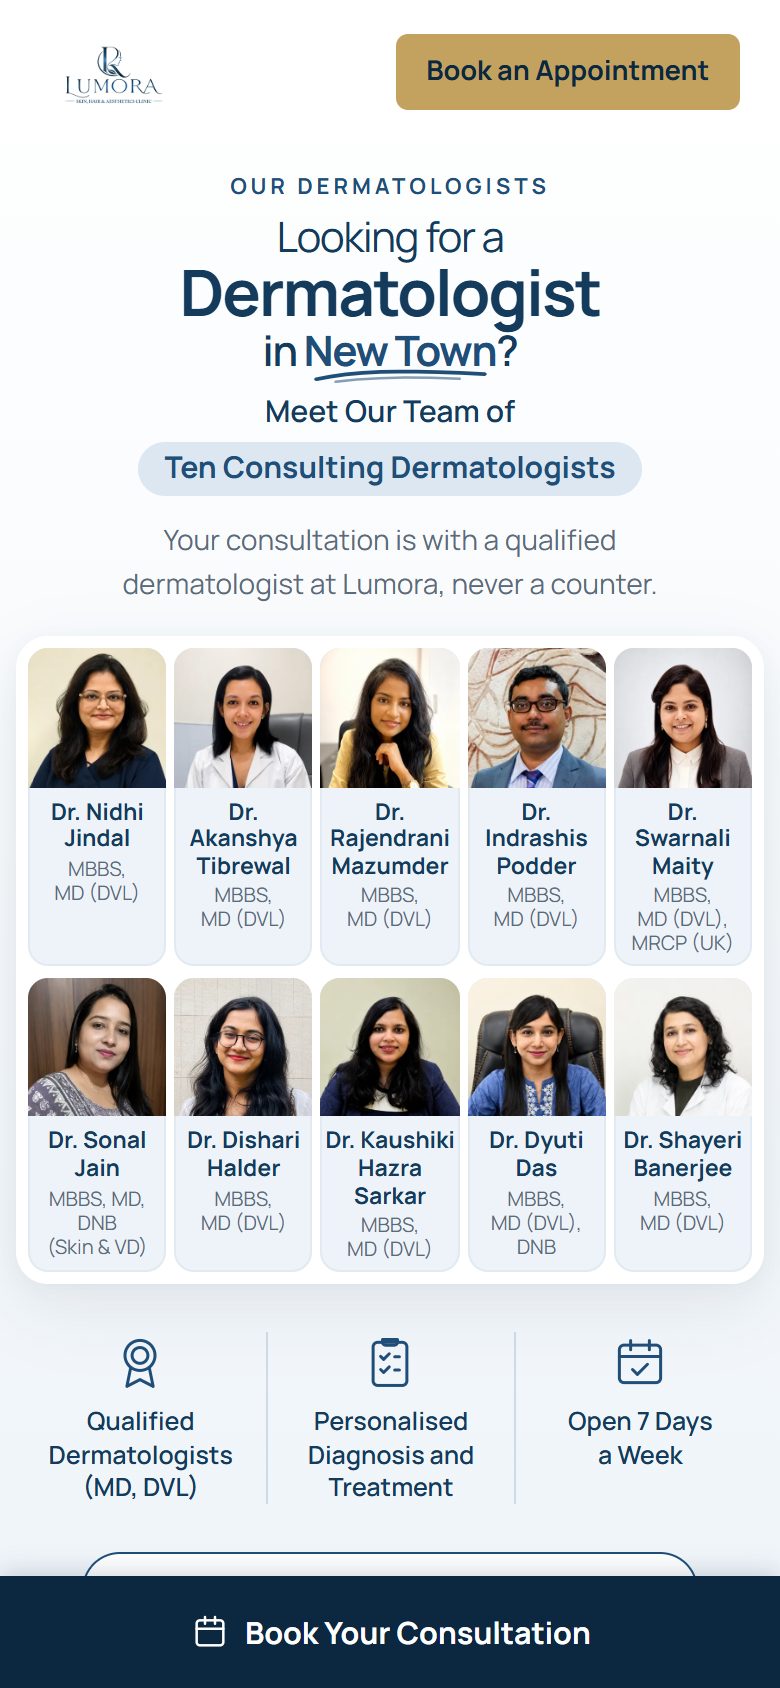 LUMORA
SKIN, HAIR & AESTHETICS CLINIC
Book an Appointment
OUR DERMATOLOGISTS
Looking for a
Dermatologist
in New Town?
Meet Our Team of
Ten Consulting Dermatologists
Your consultation is with a qualified
dermatologist at Lumora, never a counter.
Dr. Nidhi
Jindal
MBBS,
MD (DVL)
Dr.
Akanshya
Tibrewal
MBBS,
MD (DVL)
Dr.
Rajendrani
Mazumder
MBBS,
MD (DVL)
Dr.
Indrashis
Podder
MBBS,
MD (DVL)
Dr.
Swarnali
Maity
MBBS,
MD (DVL),
MRCP (UK)
Dr. Sonal
Jain
MBBS, MD,
DNB
(Skin & VD)
Dr. Dishari
Halder
MBBS,
MD (DVL)
Dr. Kaushiki
Hazra
Sarkar
MBBS,
MD (DVL)
Dr. Dyuti
Das
MBBS,
MD (DVL),
DNB
Dr. Shayeri
Banerjee
MBBS,
MD (DVL)
Qualified
Dermatologists
(MD, DVL)
Personalised
Diagnosis and
Treatment
Open 7 Days
a Week
Book Your Consultation